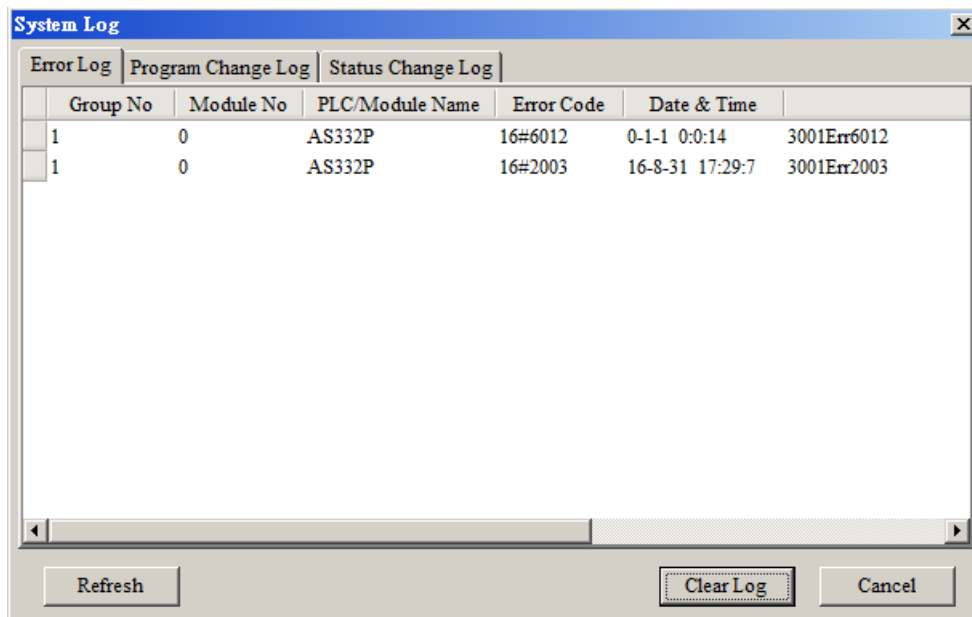 System Log
Error Log Program Change Log Status Change Log
Group No Module No PLC/Module Name Error Code Date & Time
1 0 AS332P 16#6012 0-1-1 0:0:14 3001Err6012
1 0 AS332P 16#2003 16-8-31 17:29:7 3001Err2003
Refresh Clear Log Cancel